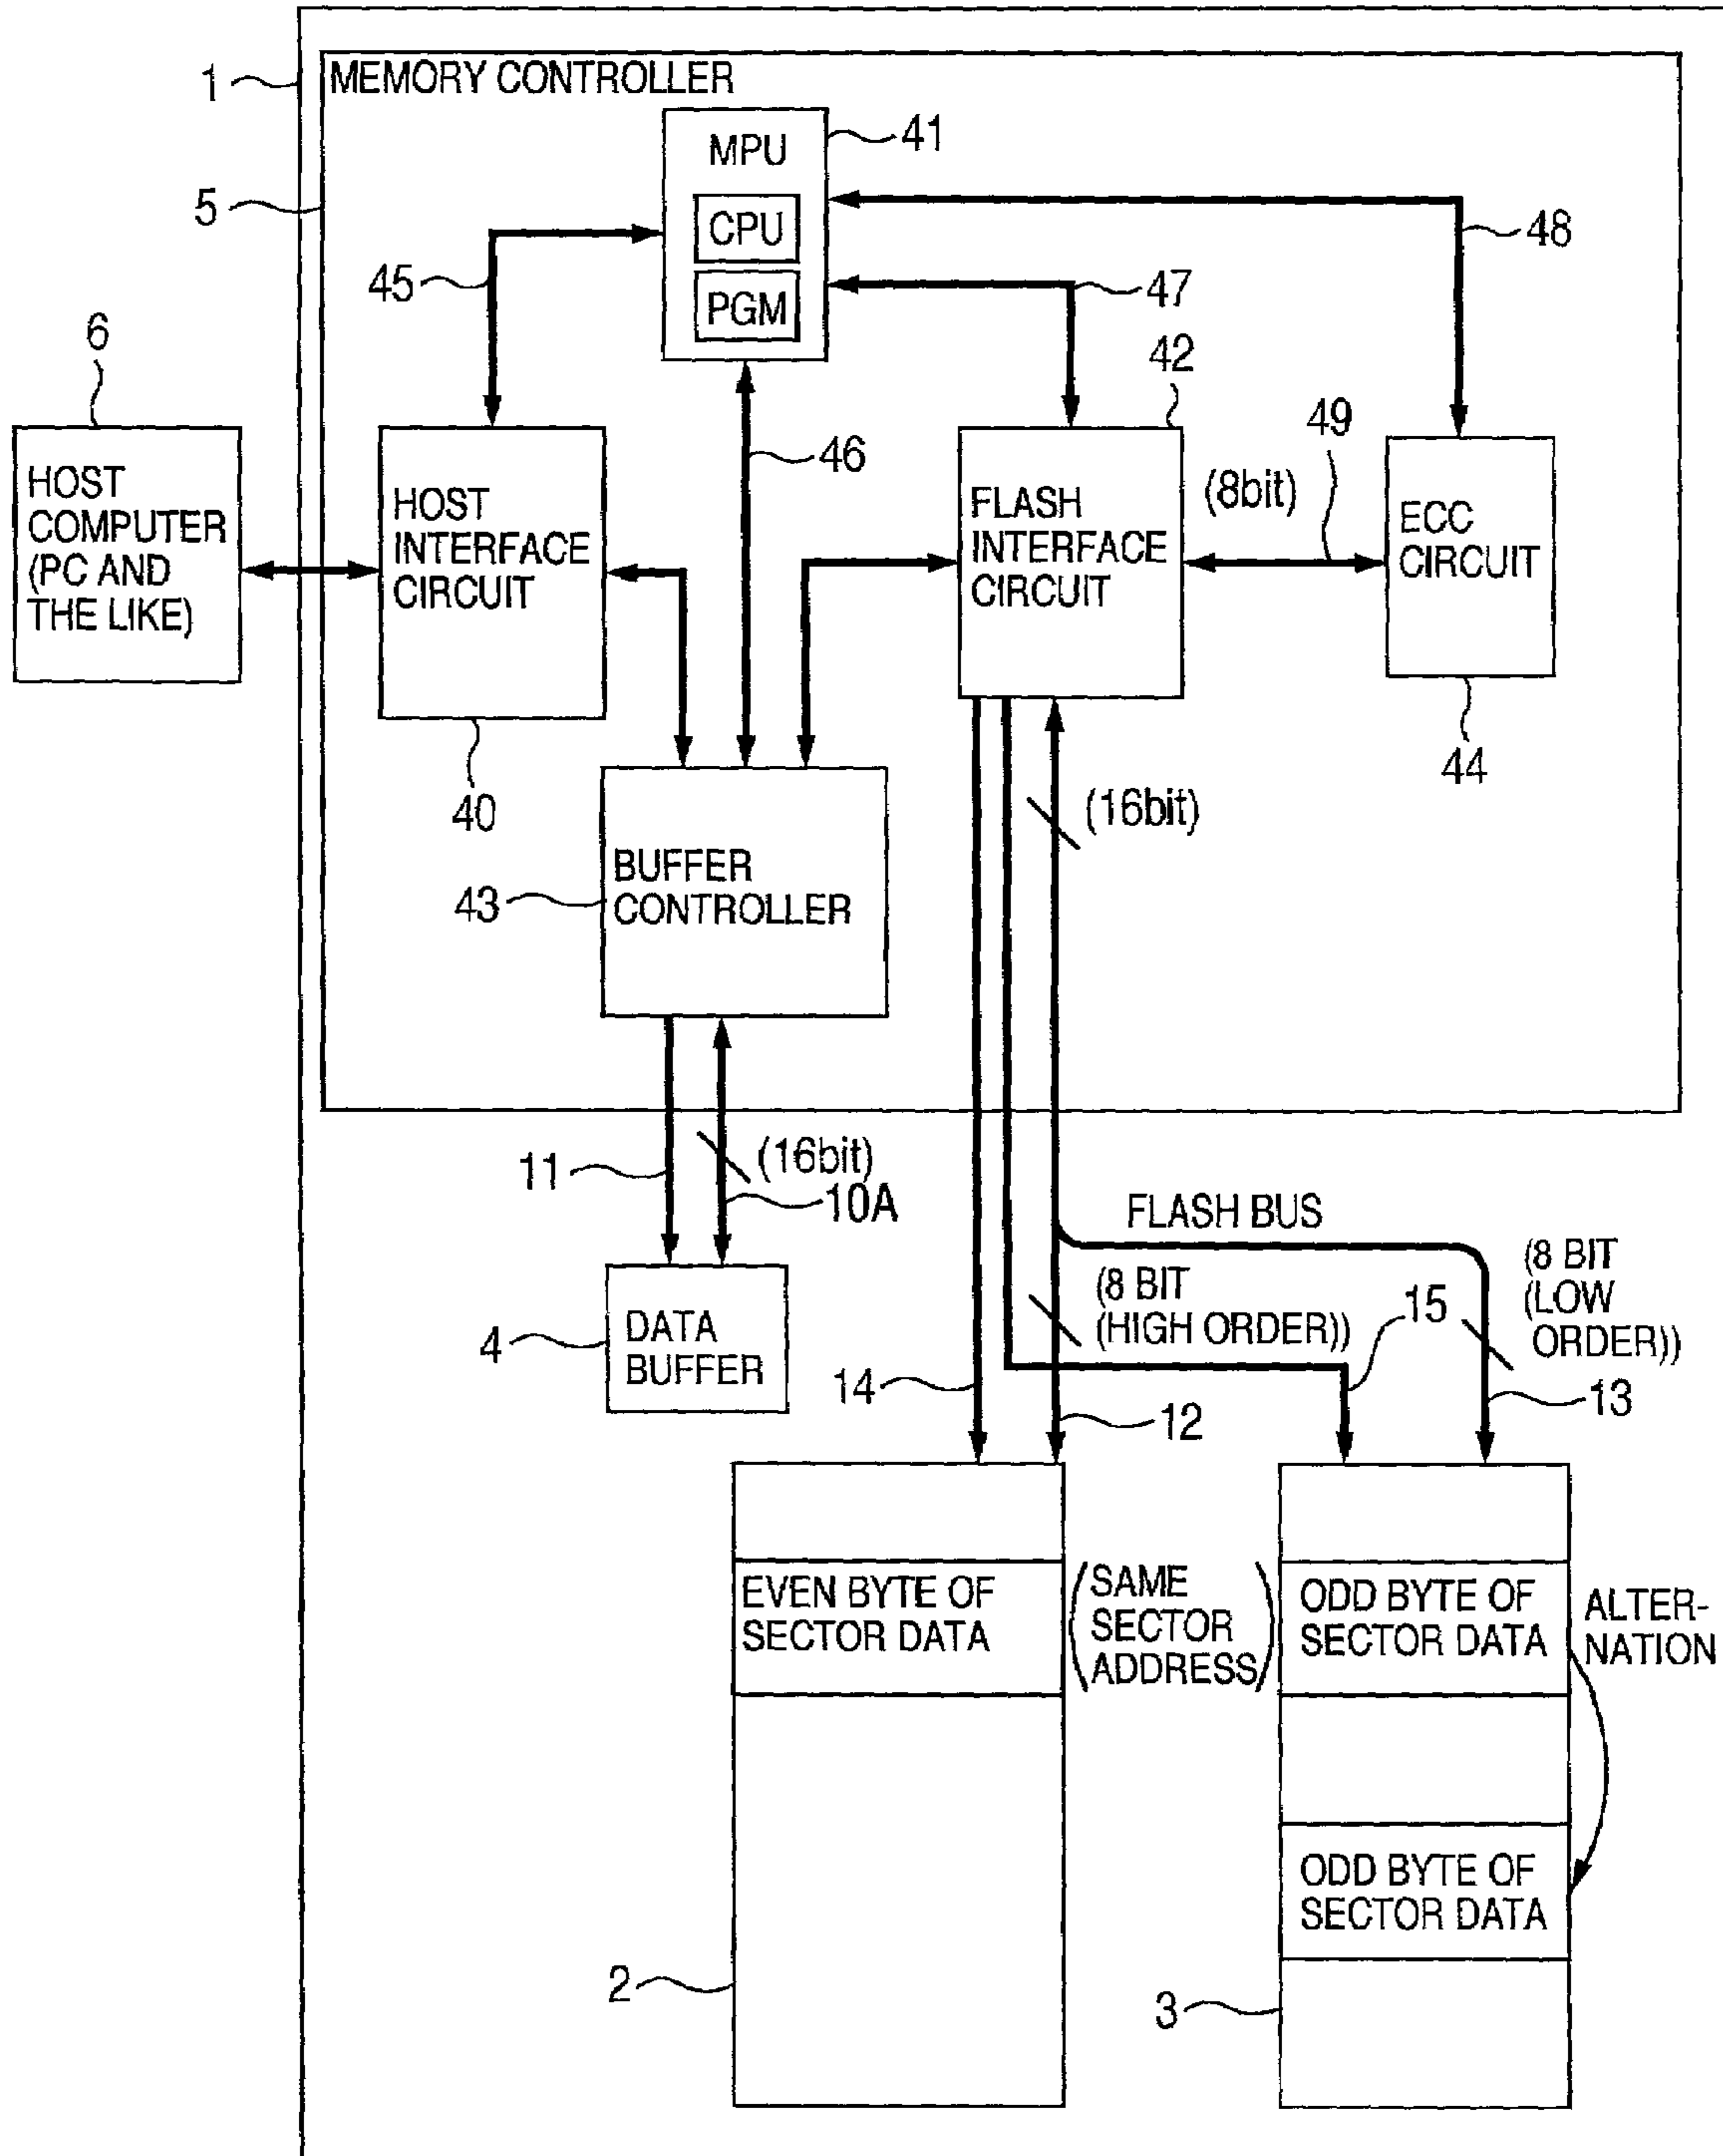 1
MEMORY CONTROLLER
5
MPU
41
CPU
PGM
45
48
47
6
42
46
49
HOST
COMPUTER
(PC AND
THE LIKE)
HOST
INTERFACE
CIRCUIT
FLASH
INTERFACE
CIRCUIT
(8bit)
ECC
CIRCUIT
40
44
(16bit)
BUFFER
CONTROLLER
43
11
(16bit)
10A
FLASH BUS
(8 BIT
(HIGH ORDER))
(8 BIT
(LOW
ORDER))
15
4
DATA
BUFFER
14
12
13
EVEN BYTE OF
SECTOR DATA
(SAME
SECTOR
ADDRESS)
ODD BYTE OF
SECTOR DATA
ALTER-
NATION
ODD BYTE OF
SECTOR DATA
2
3